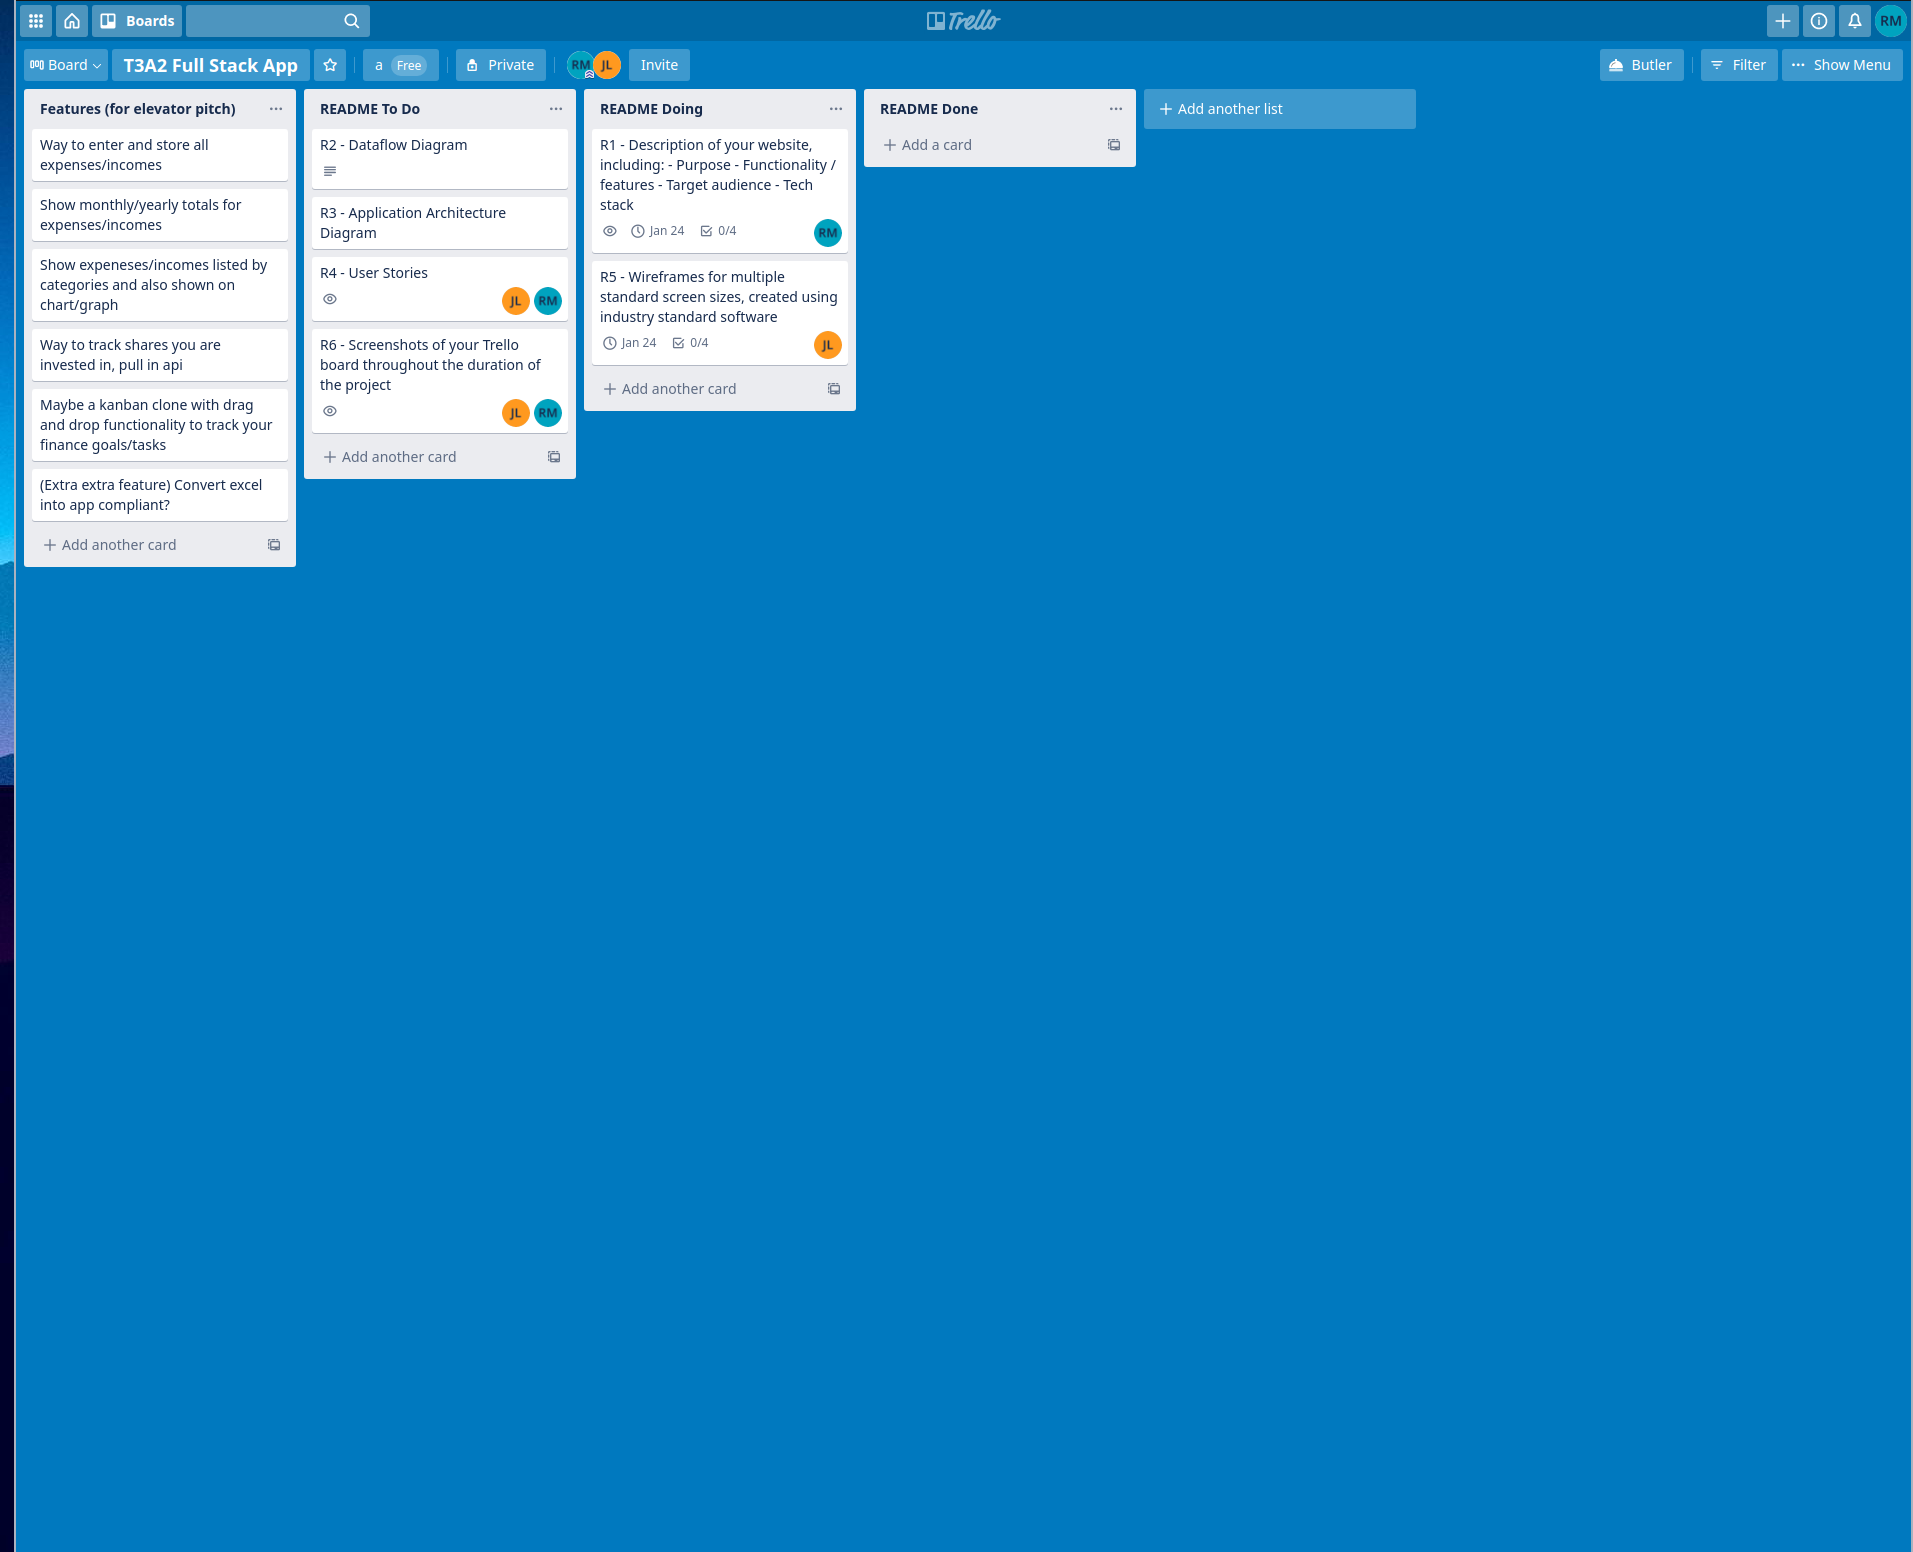 Boards
Trello
RM
Board
T3A2 Full Stack App
a Free
Private
RM JL
Invite
Butler
Filter
Show Menu
Features (for elevator pitch)
Way to enter and store all
expenses/incomes
Show monthly/yearly totals for
expenses/incomes
Show expeneses/incomes listed by
categories and also shown on
chart/graph
Way to track shares you are
invested in, pull in api
Maybe a kanban clone with drag
and drop functionality to track your
finance goals/tasks
(Extra extra feature) Convert excel
into app compliant?
Add another card
README To Do
R2 - Dataflow Diagram
R3 - Application Architecture
Diagram
R4 - User Stories
JL RM
R6 - Screenshots of your Trello
board throughout the duration of
the project
JL RM
Add another card
README Doing
R1 - Description of your website,
including: - Purpose - Functionality /
features - Target audience - Tech
stack
Jan 24 0/4 RM
R5 - Wireframes for multiple
standard screen sizes, created using
industry standard software
Jan 24 0/4 JL
Add another card
README Done
Add a card
Add another list